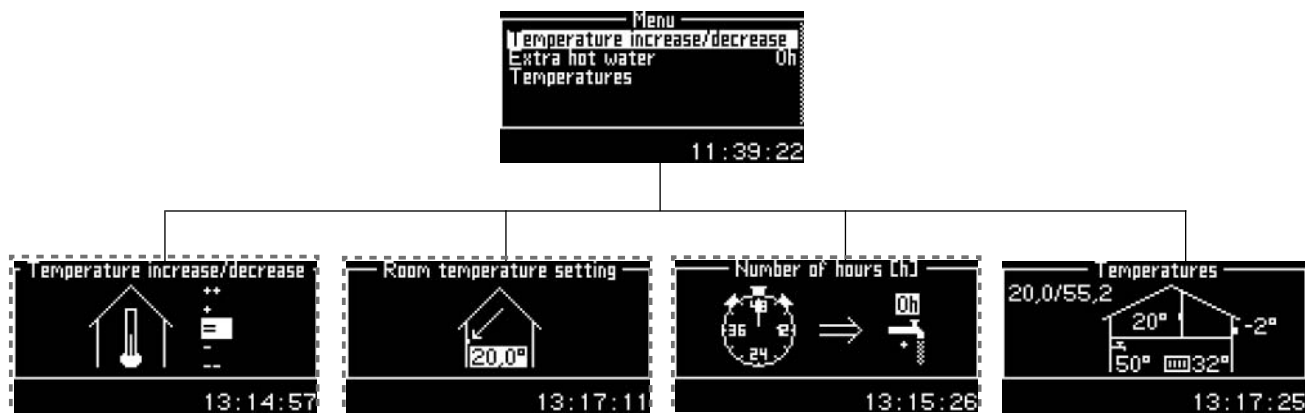 Menu
Temperature increase/decrease
Extra hot water 0h
Temperatures
11:39:22
Temperature increase/decrease
++
+
=
-
--
13:14:57
Room temperature setting
20,0°
13:17:11
Number of hours [h]
48
36 12
24
0h
+
13:15:26
Temperatures
20,0/55,2
20° -2°
50° 32°
13:17:25